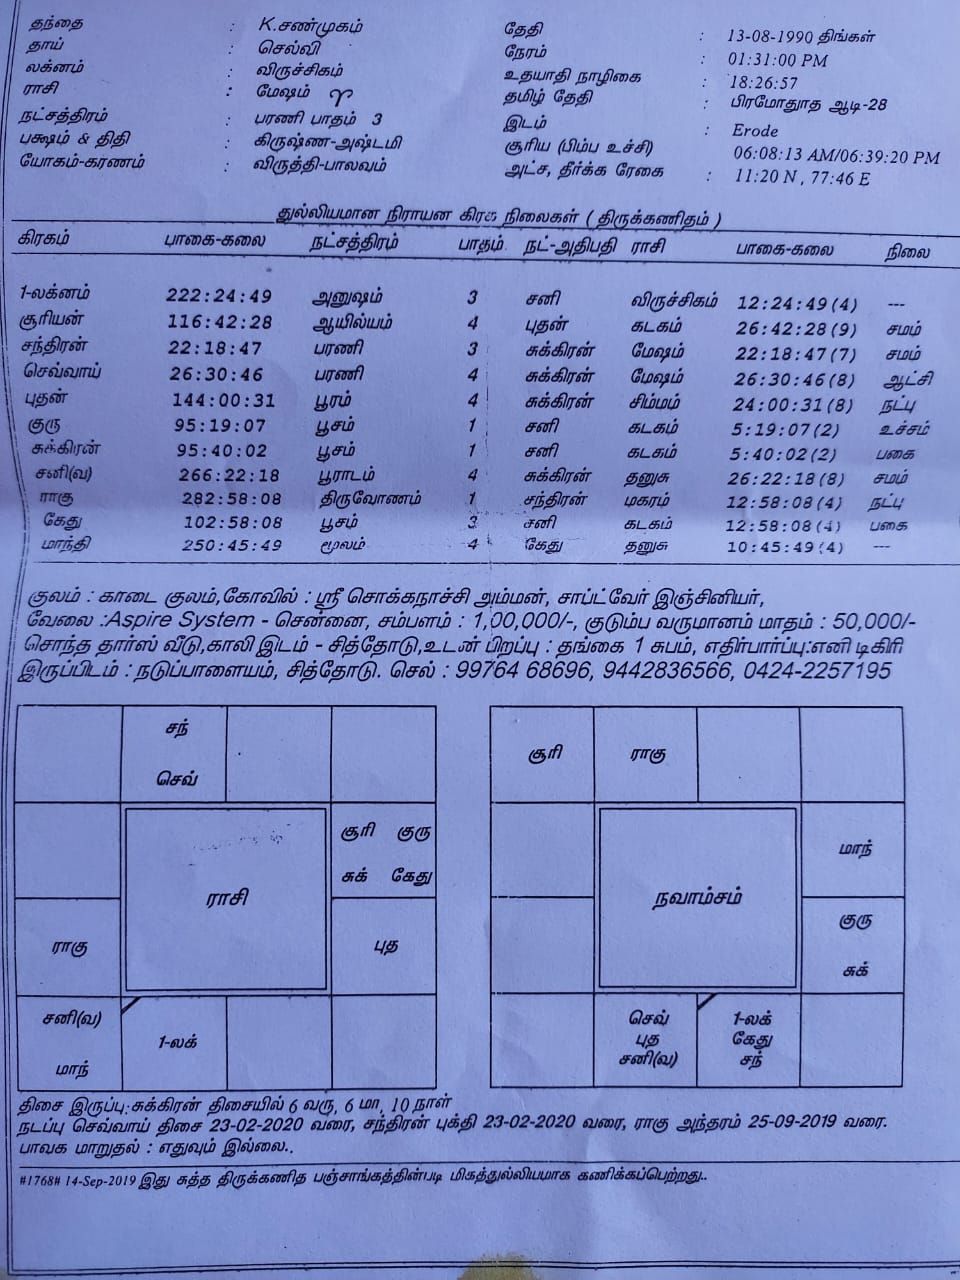 தந்தை : K.சண்முகம் தேதி : 13-08-1990 திங்கள்
தாய் : செல்வி நேரம் : 01:31:00 PM
லக்னம் : விருச்சிகம் உதயாதி நாழிகை : 18:26:57
ராசி : மேஷம் ♈ தமிழ் தேதி : பிரமோதூத ஆடி-28
நட்சத்திரம் : பரணி பாதம் 3 இடம் : Erode
பக்ஷம் & திதி : கிருஷ்ண-அஷ்டமி சூரிய (பிம்ப உச்சி) 06:08:13 AM/06:39:20 PM
யோகம்-கரணம் : விருத்தி-பாலவம் அட்ச, தீர்க்க ரேகை : 11:20 N , 77:46 E
துல்லியமான நிராயன கிரக நிலைகள் ( திருக்கணிதம் )
கிரகம் பாகை-கலை நட்சத்திரம் பாதம் நட்-அதிபதி ராசி பாகை-கலை நிலை
1-லக்னம் 222:24:49 அனுஷம் 3 சனி விருச்சிகம் 12:24:49(4) ---
சூரியன் 116:42:28 ஆயில்யம் 4 புதன் கடகம் 26:42:28(9) சமம்
சந்திரன் 22:18:47 பரணி 3 சுக்கிரன் மேஷம் 22:18:47(7) சமம்
செவ்வாய் 26:30:46 பரணி 4 சுக்கிரன் மேஷம் 26:30:46(8) ஆட்சி
புதன் 144:00:31 பூரம் 4 சுக்கிரன் சிம்மம் 24:00:31(8) நட்பு
குரு 95:19:07 பூசம் 1 சனி கடகம் 5:19:07(2) உச்சம்
சுக்கிரன் 95:40:02 பூசம் 1 சனி கடகம் 5:40:02(2) பகை
சனி(வ) 266:22:18 பூராடம் 4 சுக்கிரன் தனுசு 26:22:18(8) சமம்
ராகு 282:58:08 திருவோணம் 1 சந்திரன் மகரம் 12:58:08(4) நட்பு
கேது 102:58:08 பூசம் 3 சனி கடகம் 12:58:08(4) பகை
மாந்தி 250:45:49 மூலம் 4 கேது தனுசு 10:45:49(4) ---
குலம் : காடை குலம்,கோவில் : ஸ்ரீ சொக்கநாச்சி அம்மன், சாப்ட்வேர் இஞ்சினியர்,
வேலை :Aspire System - சென்னை, சம்பளம் : 1,00,000/-, குடும்ப வருமானம் மாதம் : 50,000/-
சொந்த தார்ஸ் வீடு,காலி இடம் - சித்தோடு,உடன் பிறப்பு : தங்கை 1 சுபம், எதிர்பார்ப்பு:எனி டிகிரி
இருப்பிடம் : நடுப்பாளையம், சித்தோடு. செல் : 99764 68696, 9442836566, 0424-2257195
சந் சூரி ராகு
செவ்
சூரி குரு மாந்
சுக் கேது
ராசி நவாம்சம்
ராகு புத குரு
சுக்
சனி(வ) 1-லக் செவ் 1-லக்
மாந் புத கேது
சனி(வ) சந்
திசை இருப்பு:சுக்கிரன் திசையில் 6 வரு, 6 மா, 10 நாள்
நடப்பு செவ்வாய் திசை 23-02-2020 வரை, சந்திரன் புக்தி 23-02-2020 வரை, ராகு அந்தரம் 25-09-2019 வரை.
பாவக மாறுதல் : எதுவும் இல்லை..
#1768# 14-Sep-2019 இது சுத்த திருக்கணித பஞ்சாங்கத்தின்படி மிகத்துல்லியமாக கணிக்கப்பெற்றது..